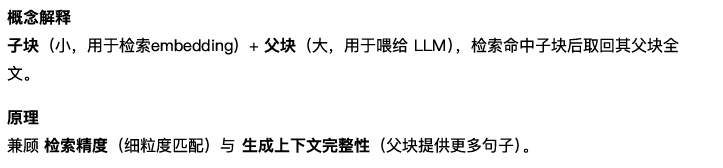 概念解释
子块（小，用于检索embedding）+ 父块（大，用于喂给 LLM），检索命中子块后取回其父块全
文。
原理
兼顾 检索精度（细粒度匹配）与 生成上下文完整性（父块提供更多句子）。